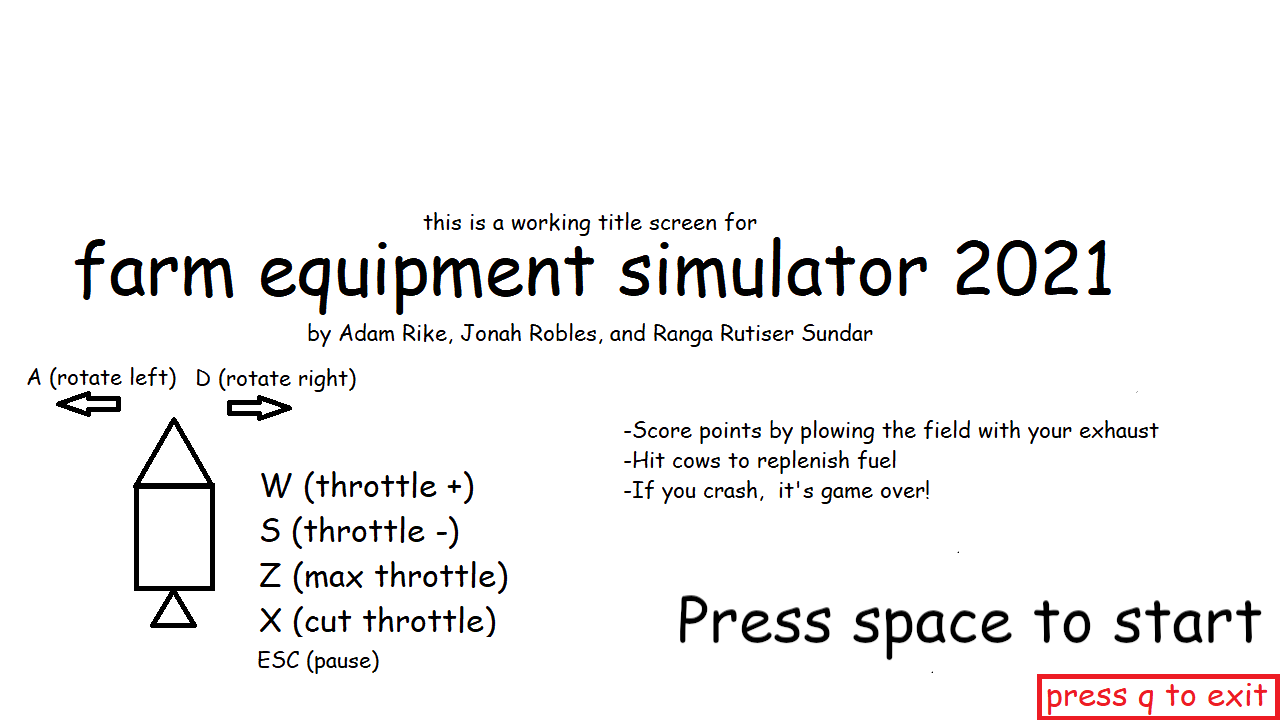 this is a working title screen for
farm equipment simulator 2021
by Adam Rike, Jonah Robles, and Ranga Rutiser Sundar
A (rotate left) D (rotate right)
W (throttle +)
S (throttle -)
Z (max throttle)
X (cut throttle)
ESC (pause)
-Score points by plowing the field with your exhaust
-Hit cows to replenish fuel
-If you crash,  it's game over!
Press space to start
press q to exit